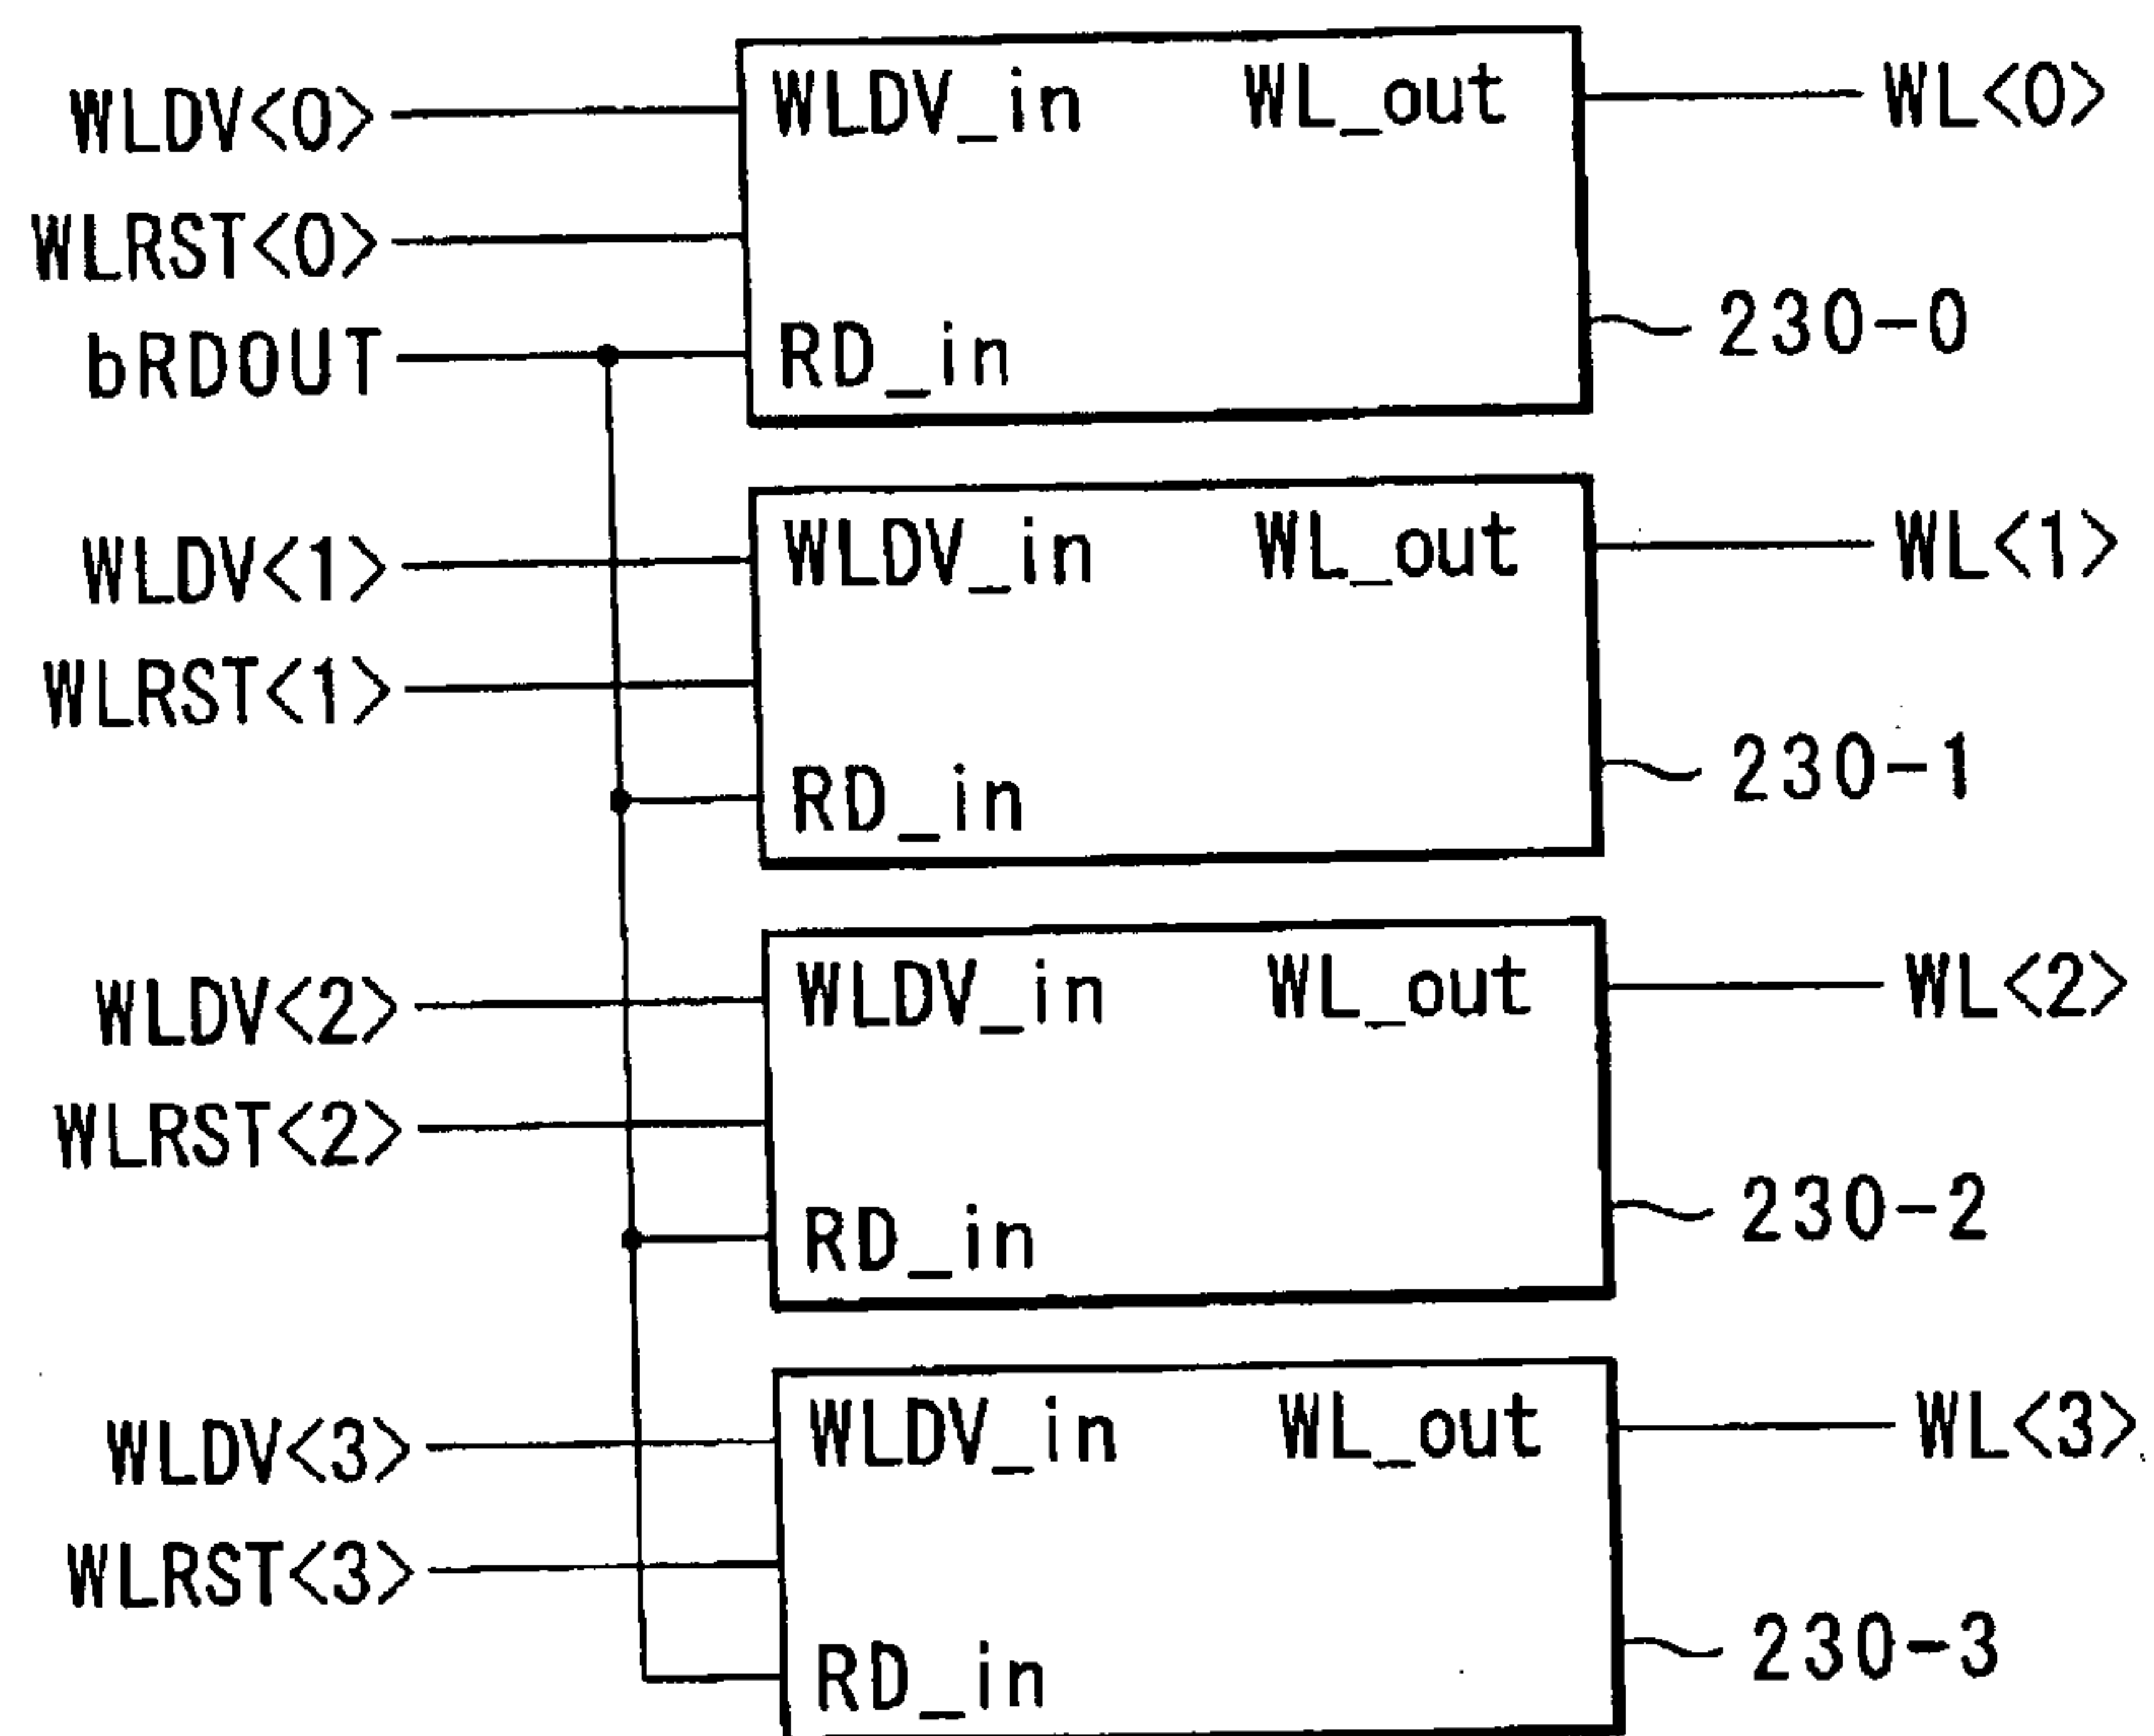 WLDV<0> WLDV_in WL_out WL<0>
WLRST<0>
bRDOUT RD_in 230-0
WLDV<1> WLDV_in WL_out WL<1>
WLRST<1>
RD_in 230-1
WLDV<2> WLDV_in WL_out WL<2>
WLRST<2>
RD_in 230-2
WLDV<3> WLDV_in WL_out WL<3>
WLRST<3>
RD_in 230-3